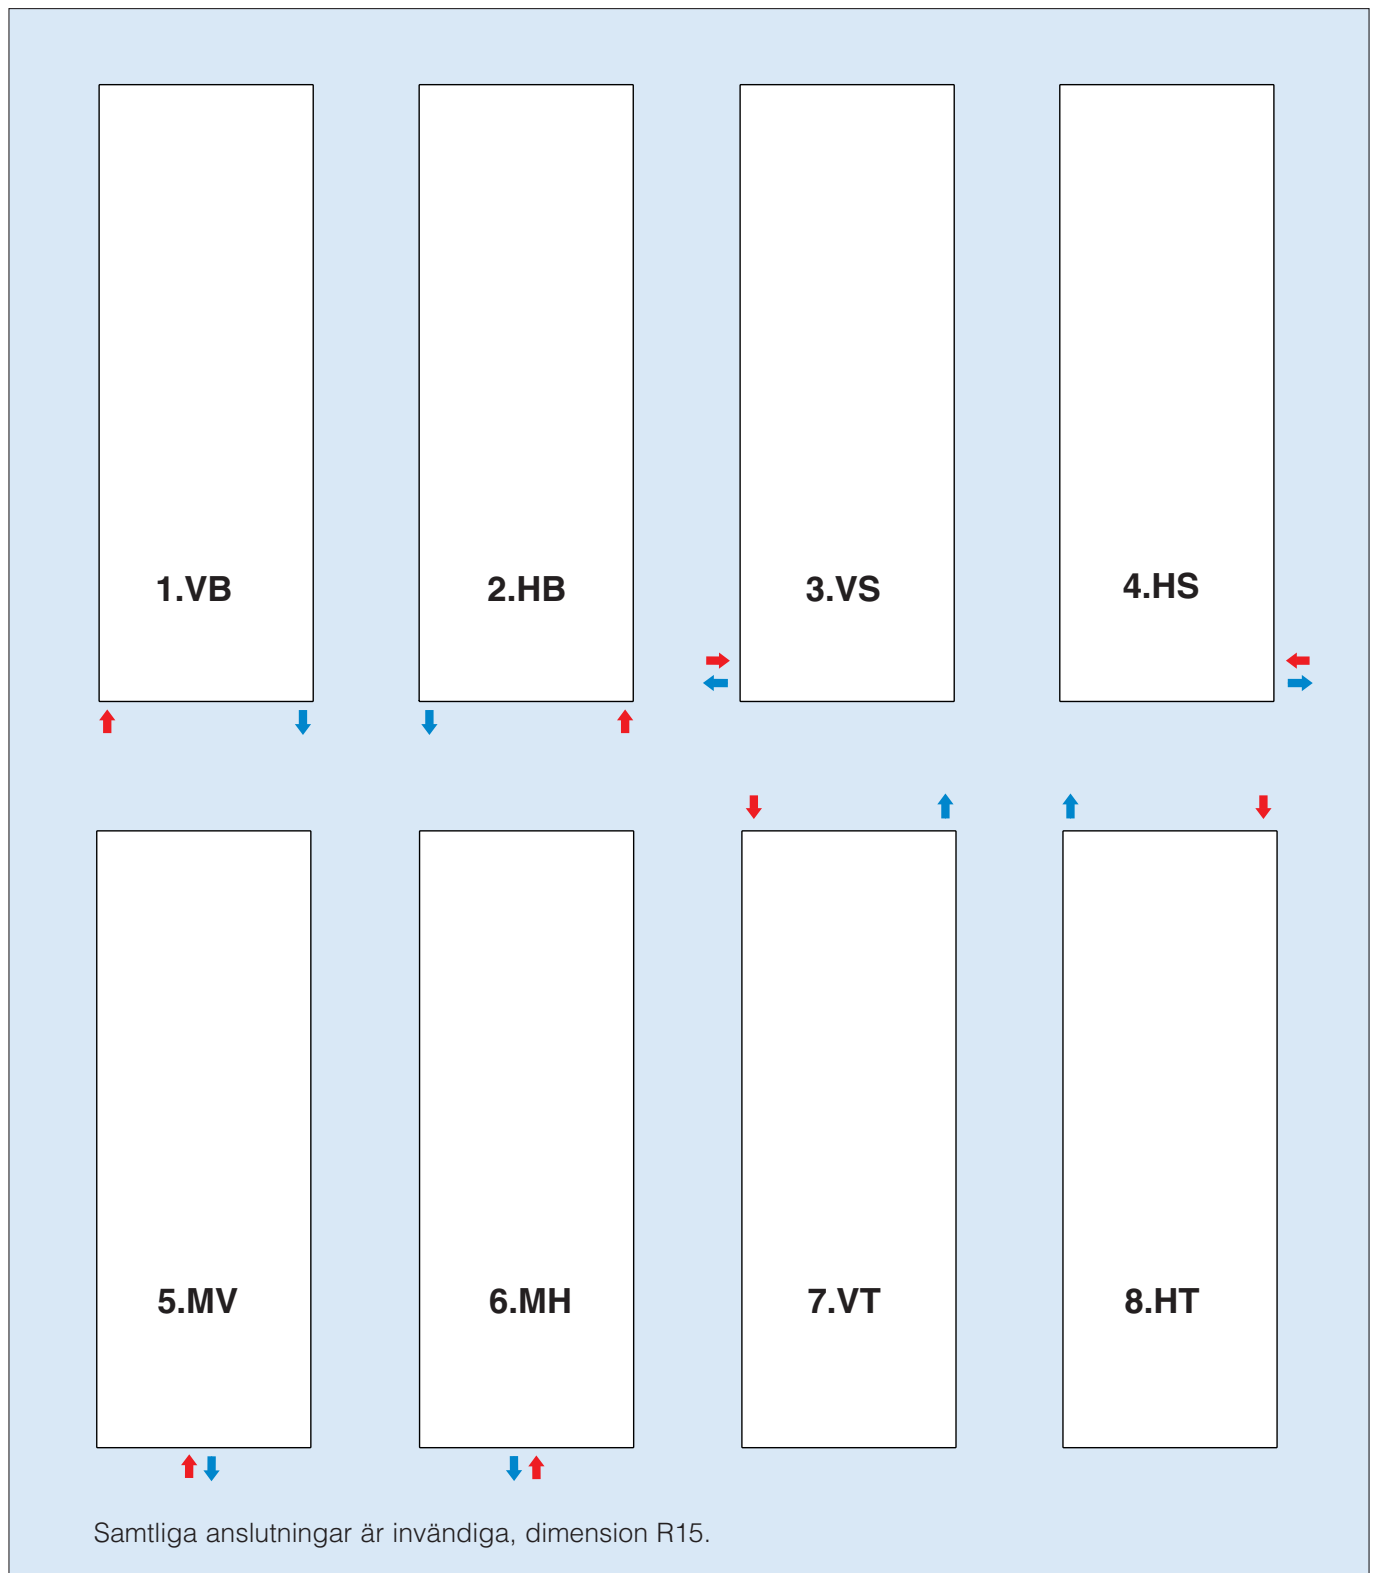 1.VB
2.HB
3.VS
4.HS
5.MV
6.MH
7.VT
8.HT
Samtliga anslutningar är invändiga, dimension R15.